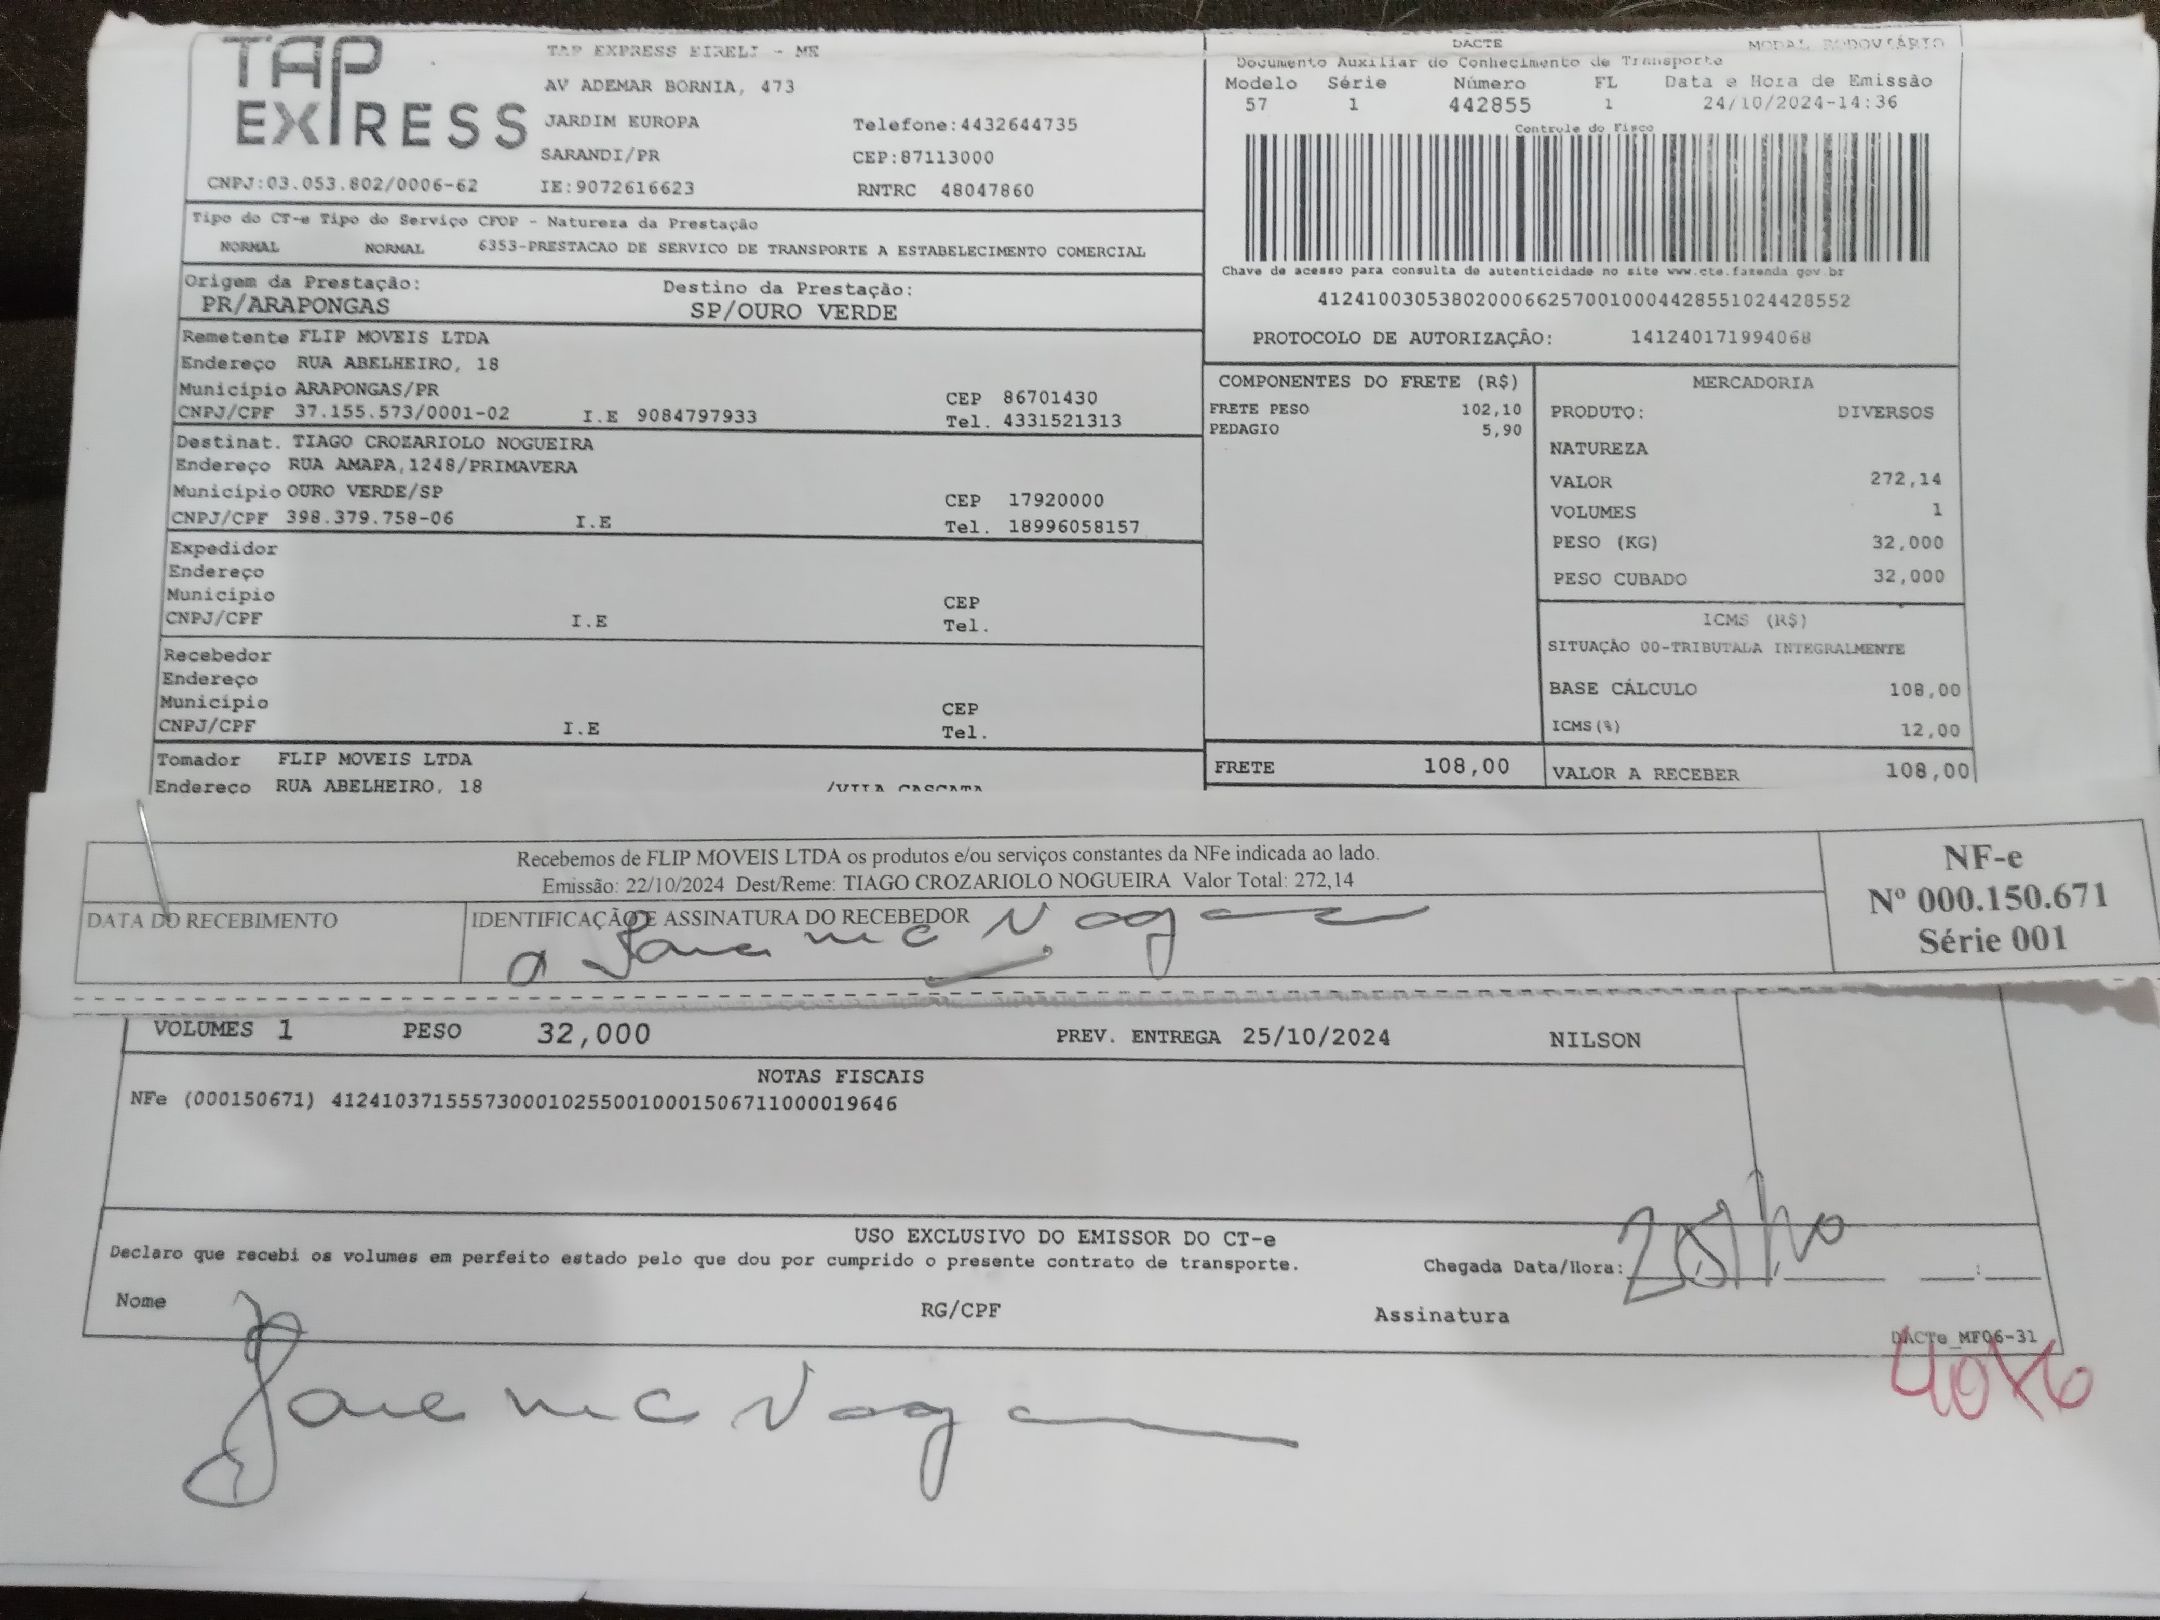 TAP EXPRESS
TAP EXPRESS EIRELI - ME
AV ADEMAR BORNIA, 473
JARDIM EUROPA Telefone:4432644735
SARANDI/PR CEP:87113000
CNPJ:03.053.802/0006-62 IE:9072616623 RNTRC 48047860
Tipo do CT-e Tipo do Serviço CFOP - Natureza da Prestação
NORMAL NORMAL 6353-PRESTACAO DE SERVICO DE TRANSPORTE A ESTABELECIMENTO COMERCIAL
Origem da Prestação: Destino da Prestação:
PR/ARAPONGAS SP/OURO VERDE
Remetente FLIP MOVEIS LTDA
Endereço RUA ABELHEIRO, 18
Município ARAPONGAS/PR CEP 86701430
CNPJ/CPF 37.155.573/0001-02 I.E 9084797933 Tel. 4331521313
Destinat. TIAGO CROZARIOLO NOGUEIRA
Endereço RUA AMAPA,1248/PRIMAVERA
Município OURO VERDE/SP CEP 17920000
CNPJ/CPF 398.379.758-06 I.E Tel. 18996058157
Expedidor
Endereço
Município CEP
CNPJ/CPF I.E Tel.
Recebedor
Endereço
Município CEP
CNPJ/CPF I.E Tel.
Tomador FLIP MOVEIS LTDA
Endereço RUA ABELHEIRO, 18 /VILA CASCATA
DACTE MODAL RODOVIÁRIO
Documento Auxiliar do Conhecimento de Transporte
Modelo Série Número FL Data e Hora de Emissão
57 1 442855 1 24/10/2024-14:36
Controle do Fisco
Chave de acesso para consulta de autenticidade no site www.cte.fazenda gov.br
41241003053802000662570010004428551024428552
PROTOCOLO DE AUTORIZAÇÃO: 141240171994068
COMPONENTES DO FRETE (R$)
FRETE PESO 102,10
PEDAGIO 5,90
FRETE 108,00
MERCADORIA
PRODUTO: DIVERSOS
NATUREZA
VALOR 272,14
VOLUMES 1
PESO (KG) 32,000
PESO CUBADO 32,000
ICMS (R$)
SITUAÇÃO 00-TRIBUTADA INTEGRALMENTE
BASE CÁLCULO 108,00
ICMS(%) 12,00
VALOR A RECEBER 108,00
Recebemos de FLIP MOVEIS LTDA os produtos e/ou serviços constantes da NFe indicada ao lado.
Emissão: 22/10/2024 Dest/Reme: TIAGO CROZARIOLO NOGUEIRA Valor Total: 272,14
DATA DO RECEBIMENTO IDENTIFICAÇÃO E ASSINATURA DO RECEBEDOR
NF-e
Nº 000.150.671
Série 001
VOLUMES 1 PESO 32,000 PREV. ENTREGA 25/10/2024 NILSON
NOTAS FISCAIS
NFe (000150671) 41241037155573000102550010001506711000019646
USO EXCLUSIVO DO EMISSOR DO CT-e
Declaro que recebi os volumes em perfeito estado pelo que dou por cumprido o presente contrato de transporte. Chegada Data/Hora:
Nome RG/CPF Assinatura
DACTe_MF06-31